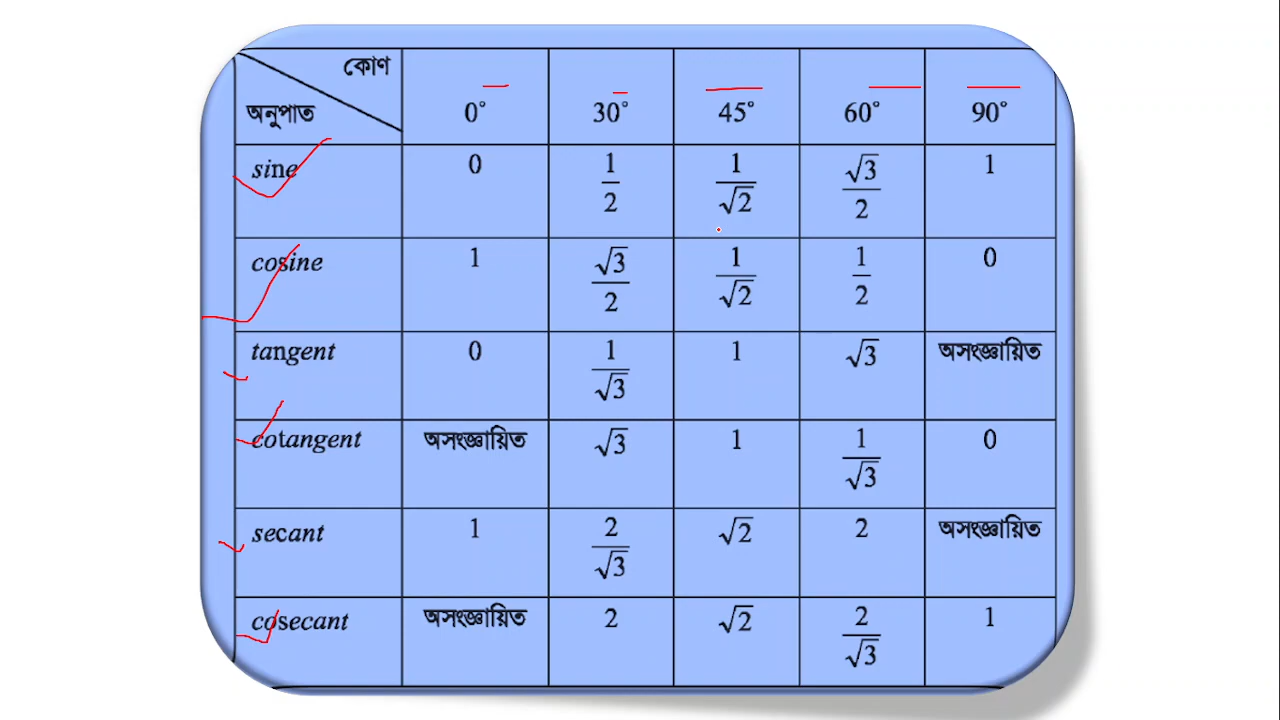 কোণ
অনুপাত 0° 30° 45° 60° 90°
sine 0 1/2 1/√2 √3/2 1
cosine 1 √3/2 1/√2 1/2 0
tangent 0 1/√3 1 √3 অসংজ্ঞায়িত
cotangent অসংজ্ঞায়িত √3 1 1/√3 0
secant 1 2/√3 √2 2 অসংজ্ঞায়িত
cosecant অসংজ্ঞায়িত 2 √2 2/√3 1